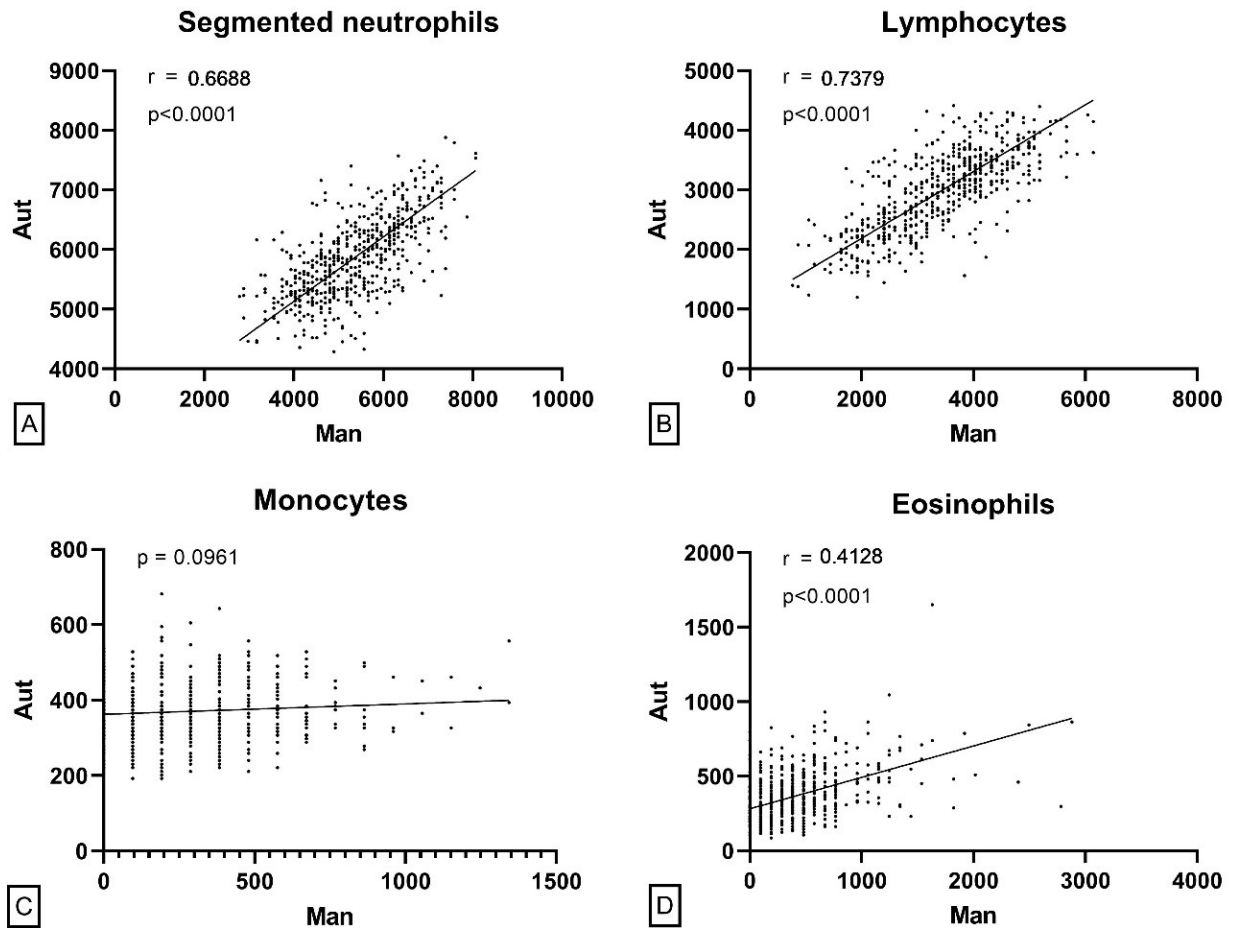 Segmented neutrophils
r = 0.6688
p<0.0001
9000
8000
7000
6000
5000
4000
Aut
0
2000
4000
6000
8000
10000
Man
A
Lymphocytes
r = 0.7379
p<0.0001
5000
4000
3000
2000
1000
0
Aut
0
2000
4000
6000
8000
Man
B
Monocytes
p = 0.0961
800
600
400
200
0
Aut
0
500
1000
1500
Man
C
Eosinophils
r = 0.4128
p<0.0001
2000
1500
1000
500
0
Aut
0
1000
2000
3000
4000
Man
D